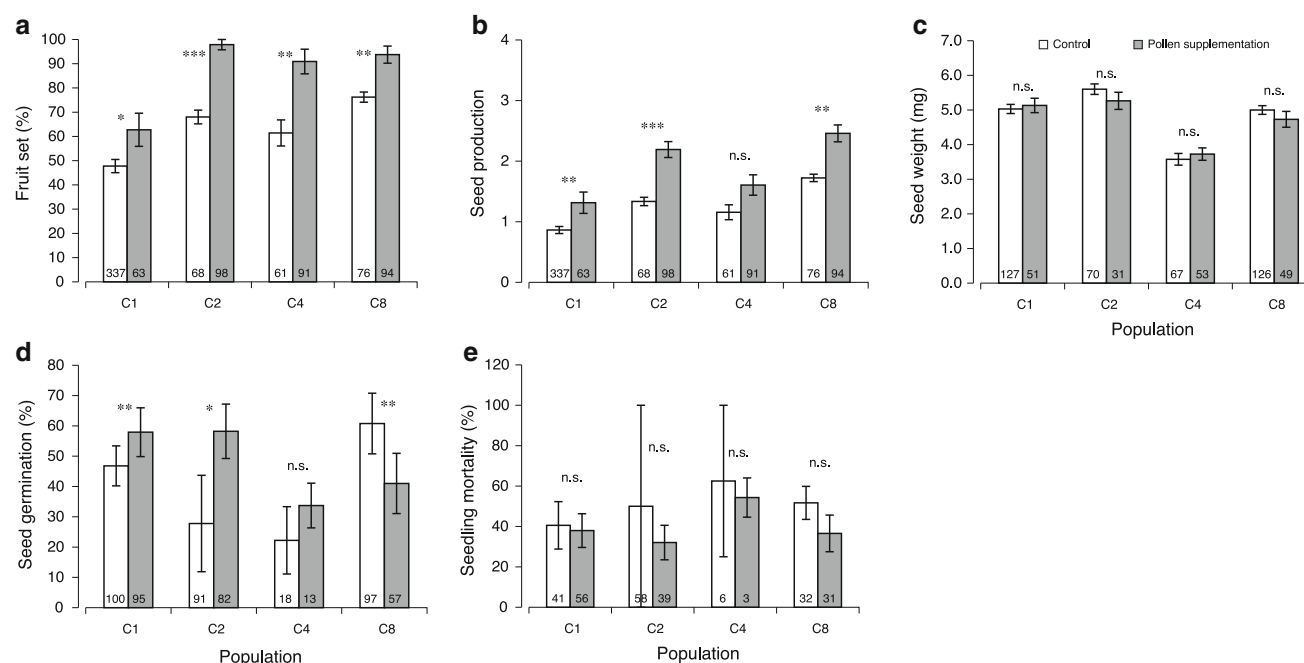 a
Fruit set (%)
100
90
80
70
60
50
40
30
20
10
0
* *** ** **
337 63 68 98 61 91 76 94
C1 C2 C4 C8
b
Seed production
4
3
2
1
0
** *** n.s. **
337 63 68 98 61 91 76 94
C1 C2 C4 C8
c
Seed weight (mg)
Control Pollen supplementation
7.0
6.0
5.0
4.0
3.0
2.0
1.0
0.0
n.s. n.s. n.s. n.s.
127 51 70 31 67 53 126 49
C1 C2 C4 C8
Population
d
Seed germination (%)
80
70
60
50
40
30
20
10
0
** * n.s. **
100 95 91 82 18 13 97 57
C1 C2 C4 C8
Population
e
Seedling mortality (%)
120
100
80
60
40
20
0
n.s. n.s. n.s. n.s.
41 56 58 39 6 3 32 31
C1 C2 C4 C8
Population